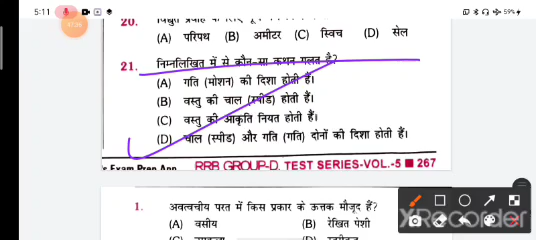 5:11
59%
20.
(A) परिपथ (B) अमीटर (C) स्विच (D) सेल
21. निम्नलिखित में से कौन-सा कथन गलत है?
(A) गति (मोशन) की दिशा होती हैं।
(B) वस्तु की चाल (स्पीड) होती हैं।
(C) वस्तु की आकृति नियत होती हैं।
(D) चाल (स्पीड) और गति (गति) दोनों की दिशा होती हैं।
Exam Prep App RRB GROUP-D, TEST SERIES-VOL.-5 ■ 267
1. अवत्वचीय परत में किस प्रकार के ऊत्तक मौजूद हैं?
(A) वसीय (B) रेखित पेशी
XRecorder